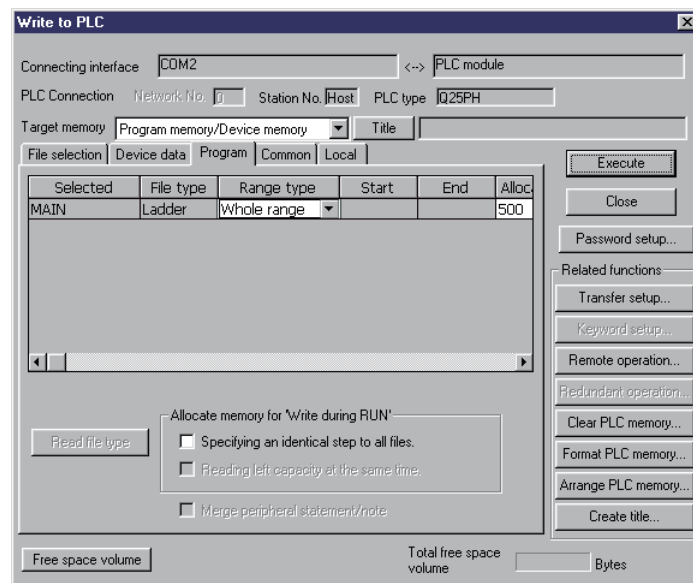 Write to PLC
Connecting interface COM2 <--> PLC module
PLC Connection Network No. 0 Station No. Host PLC type Q25PH
Target memory Program memory/Device memory Title
File selection Device data Program Common Local
Execute
Selected File type Range type Start End Alloc
MAIN Ladder Whole range 500
Close
Password setup...
Related functions
Transfer setup...
Keyword setup...
Remote operation...
Redundant operation...
Clear PLC memory...
Format PLC memory...
Arrange PLC memory...
Create title...
Allocate memory for 'Write during RUN'
Read file type
Specifying an identical step to all files.
Reading left capacity at the same time.
Merge peripheral statement/note
Free space volume
Total free space volume Bytes